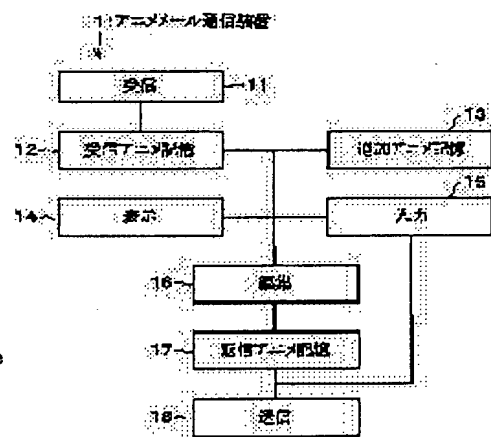 1 アニメメール通信装置
受信
11
13
12
受信アニメ記憶
追加アニメ記憶
15
14
表示
入力
16
17
返信アニメ記憶
18
送信
e